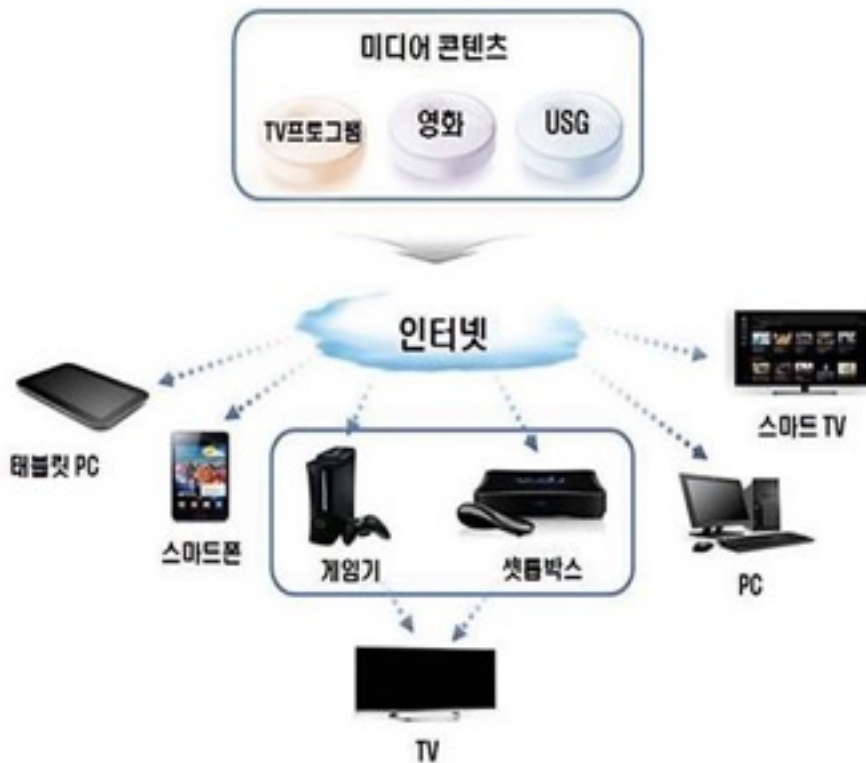 미디어 콘텐츠
TV프로그램
영화
USG
인터넷
스마트 TV
태블릿 PC
스마트폰
게임기
셋톱박스
PC
TV